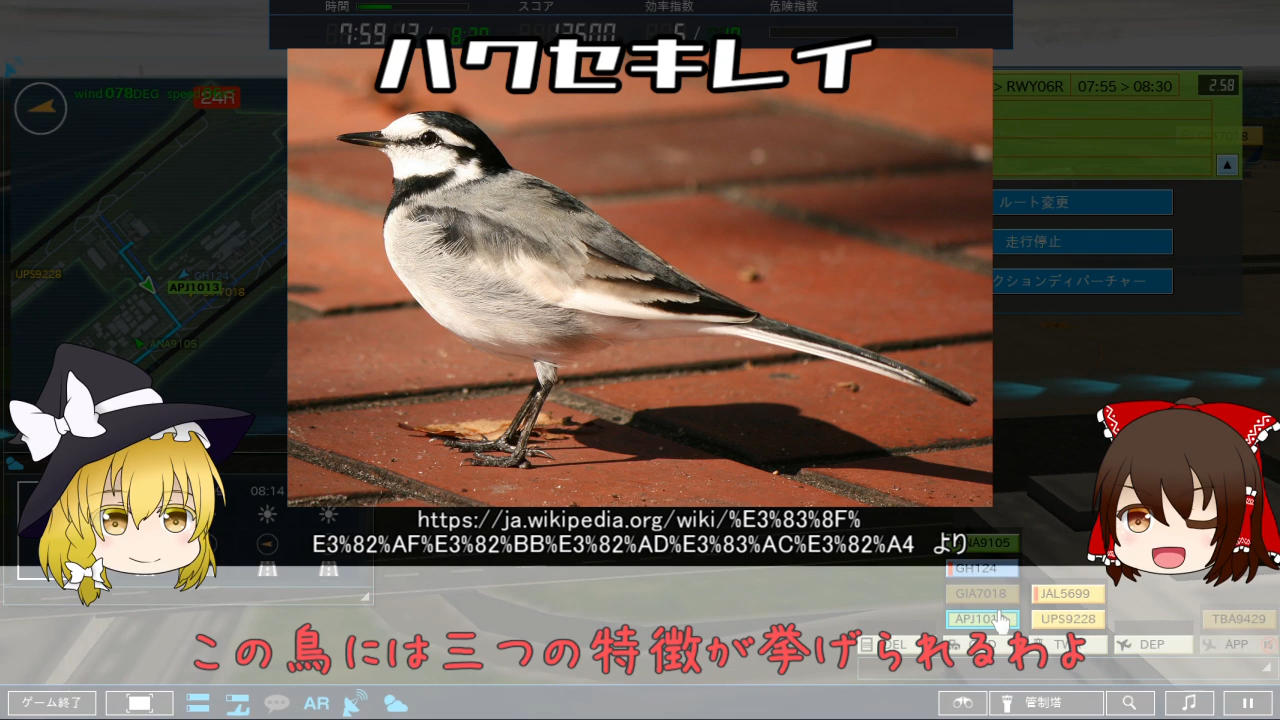 時間
スコア
効率指数
危険指数
ハクセキレイ
wind 078DEG
24R
> RWY06R
07:55 > 08:30
2.58
ルート変更
走行停止
クションディパーチャー
UPS9228
GH124
APJ1013
ANA9105
08:14
https://ja.wikipedia.org/wiki/%E3%83%8F%
E3%82%AF%E3%82%BB%E3%82%AD%E3%83%AC%E3%82%A4 より
GH124
GIA7018
JAL5699
UPS9228
TBA9429
この鳥には三つの特徴が挙げられるわよ
DEL
DEP
APP
ゲーム終了
AR
管制塔